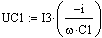 UC1 := I3·(−i/(ω·C1))